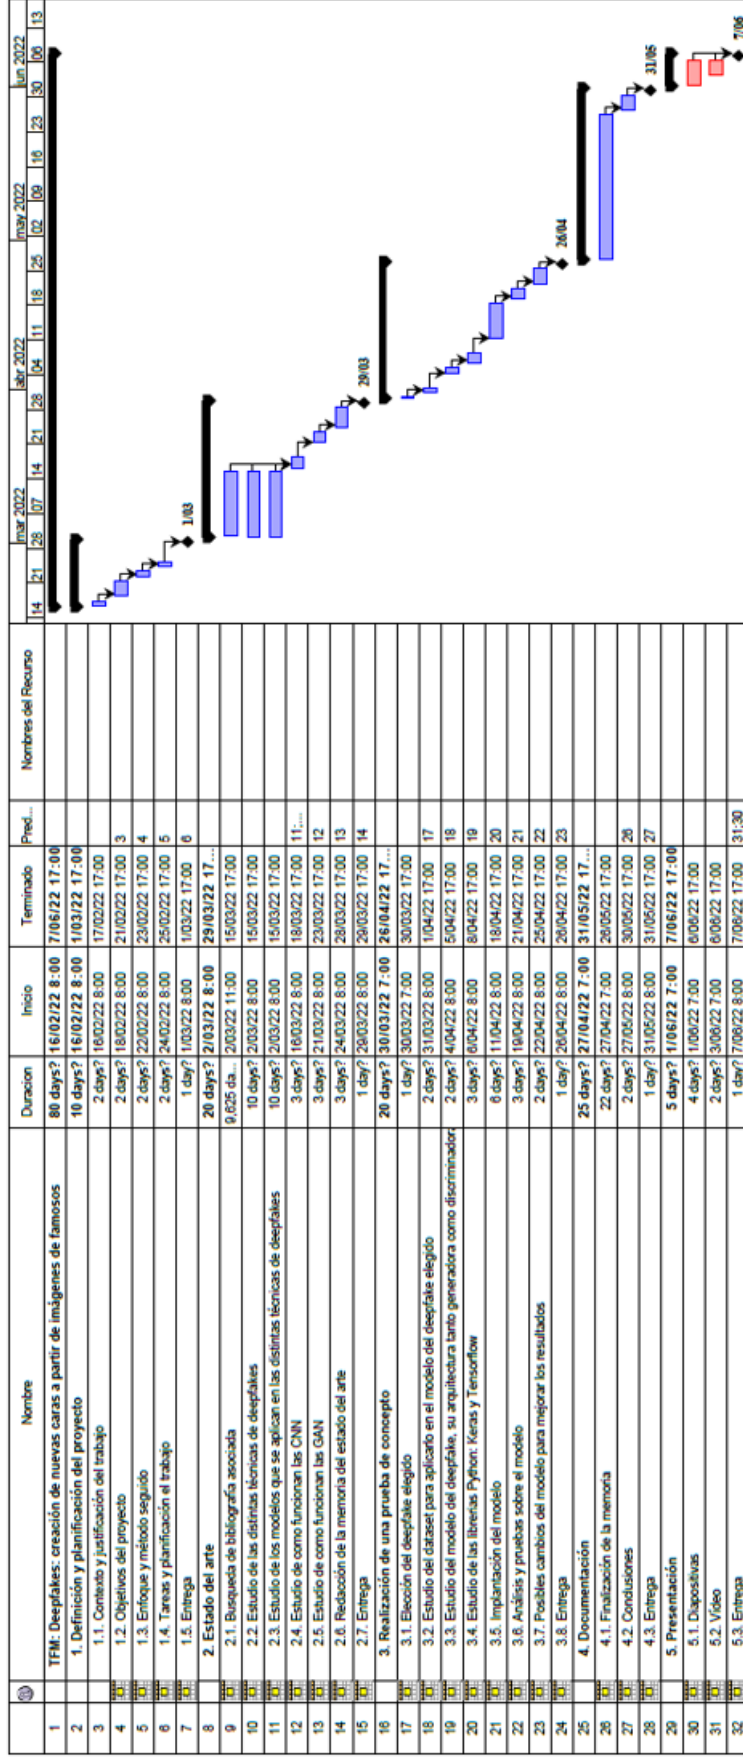 Nombre Duracion Inicio Terminado Pred... Nombres del Recurso
mar 2022 abr 2022 may 2022 jun 2022
14 21 28 07 14 21 28 04 11 18 25 02 09 16 23 30 06 13
1 TFM: Deepfakes: creación de nuevas caras a partir de imágenes de famosos 80 days? 16/02/22 8:00 7/06/22 17:00
2 1. Definición y planificación del proyecto 10 days? 16/02/22 8:00 1/03/22 17:00
3 1.1. Contexto y justificación del trabajo 2 days? 16/02/22 8:00 17/02/22 17:00
4 1.2. Objetivos del proyecto 2 days? 18/02/22 8:00 21/02/22 17:00 3
5 1.3. Enfoque y método seguido 2 days? 22/02/22 8:00 23/02/22 17:00 4
6 1.4. Tareas y planificación el trabajo 2 days? 24/02/22 8:00 25/02/22 17:00 5
7 1.5. Entrega 1 day? 1/03/22 8:00 1/03/22 17:00 6 1/03
8 2. Estado del arte 20 days? 2/03/22 8:00 29/03/22 17...
9 2.1. Busqueda de bibliografía asociada 9,625 da... 2/03/22 11:00 15/03/22 17:00
10 2.2. Estudio de las distintas técnicas de deepfakes 10 days? 2/03/22 8:00 15/03/22 17:00
11 2.3. Estudio de los modelos que se aplican en las distintas técnicas de deepfakes 10 days? 2/03/22 8:00 15/03/22 17:00
12 2.4. Estudio de como funcionan las CNN 3 days? 16/03/22 8:00 18/03/22 17:00 11;...
13 2.5. Estudio de como funcionan las GAN 3 days? 21/03/22 8:00 23/03/22 17:00 12
14 2.6. Redacción de la memoria del estado del arte 3 days? 24/03/22 8:00 28/03/22 17:00 13
15 2.7. Entrega 1 day? 29/03/22 8:00 29/03/22 17:00 14 29/03
16 3. Realización de una prueba de concepto 20 days? 30/03/22 7:00 26/04/22 17...
17 3.1. Elección del deepfake elegido 1 day? 30/03/22 7:00 30/03/22 17:00
18 3.2. Estudio del dataset para aplicarlo en el modelo del deepfake elegido 2 days? 31/03/22 8:00 1/04/22 17:00 17
19 3.3. Estudio del modelo del deepfake, su arquitectura tanto generadora como discriminadora 2 days? 4/04/22 8:00 5/04/22 17:00 18
20 3.4. Estudio de las librerias Python: Keras y Tensorflow 3 days? 6/04/22 8:00 8/04/22 17:00 19
21 3.5. Implantación del modelo 6 days? 11/04/22 8:00 18/04/22 17:00 20
22 3.6. Análisis y pruebas sobre el modelo 3 days? 19/04/22 8:00 21/04/22 17:00 21
23 3.7. Posibles cambios del modelo para mejorar los resultados 2 days? 22/04/22 8:00 25/04/22 17:00 22
24 3.8. Entrega 1 day? 26/04/22 8:00 26/04/22 17:00 23 26/04
25 4. Documentación 25 days? 27/04/22 7:00 31/05/22 17...
26 4.1. Finalización de la memoria 22 days? 27/04/22 7:00 26/05/22 17:00
27 4.2. Conclusiones 2 days? 27/05/22 8:00 30/05/22 17:00 26
28 4.3. Entrega 1 day? 31/05/22 8:00 31/05/22 17:00 27 31/05
29 5. Presentación 5 days? 1/06/22 7:00 7/06/22 17:00
30 5.1. Diapositivas 4 days? 1/06/22 7:00 6/06/22 17:00
31 5.2. Vídeo 2 days? 3/06/22 7:00 6/06/22 17:00
32 5.3. Entrega 1 day? 7/06/22 8:00 7/06/22 17:00 31;30 7/06